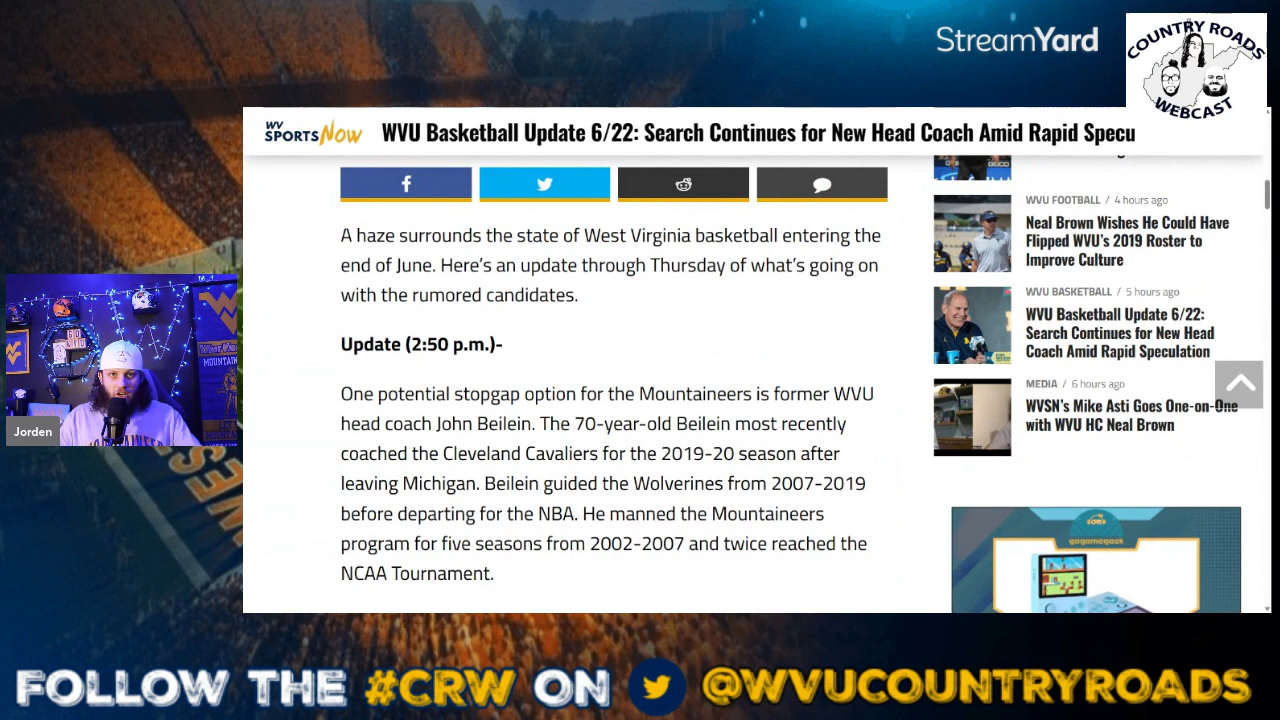 StreamYard
COUNTRY ROADS
WEBCAST
WV
SPORTSNow
WVU Basketball Update 6/22: Search Continues for New Head Coach Amid Rapid Specu
A haze surrounds the state of West Virginia basketball entering the
end of June. Here's an update through Thursday of what's going on
with the rumored candidates.
Update (2:50 p.m.)-
One potential stopgap option for the Mountaineers is former WVU
head coach John Beilein. The 70-year-old Beilein most recently
coached the Cleveland Cavaliers for the 2019-20 season after
leaving Michigan. Beilein guided the Wolverines from 2007-2019
before departing for the NBA. He manned the Mountaineers
program for five seasons from 2002-2007 and twice reached the
NCAA Tournament.
WVU FOOTBALL / 4 hours ago
Neal Brown Wishes He Could Have
Flipped WVU's 2019 Roster to
Improve Culture
WVU BASKETBALL / 5 hours ago
WVU Basketball Update 6/22:
Search Continues for New Head
Coach Amid Rapid Speculation
MEDIA / 6 hours ago
WVSN's Mike Asti Goes One-on-One
with WVU HC Neal Brown
gogamegeek
Jorden
FOLLOW THE #CRW ON @WVUCOUNTRYROADS